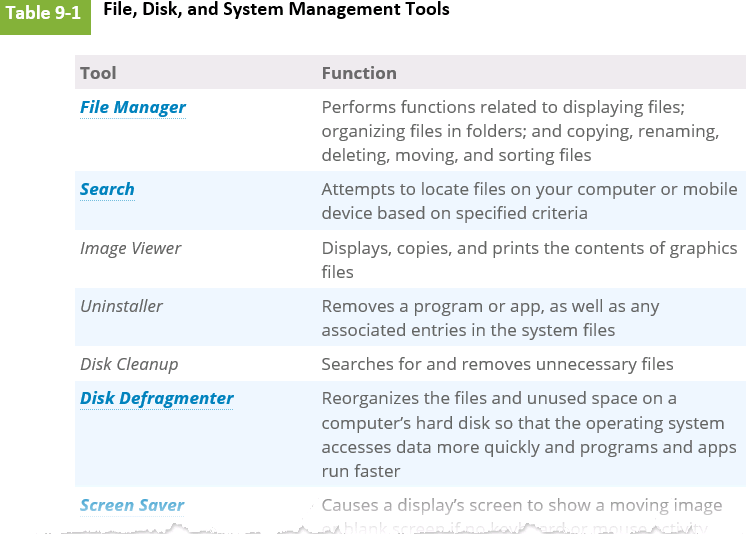 Table 9-1 File, Disk, and System Management Tools
Tool Function
File Manager Performs functions related to displaying files;
organizing files in folders; and copying, renaming,
deleting, moving, and sorting files
Search Attempts to locate files on your computer or mobile
device based on specified criteria
Image Viewer Displays, copies, and prints the contents of graphics
files
Uninstaller Removes a program or app, as well as any
associated entries in the system files
Disk Cleanup Searches for and removes unnecessary files
Disk Defragmenter Reorganizes the files and unused space on a
computer’s hard disk so that the operating system
accesses data more quickly and programs and apps
run faster
Screen Saver Causes a display’s screen to show a moving image
blank screen if no keyboard or mouse activity